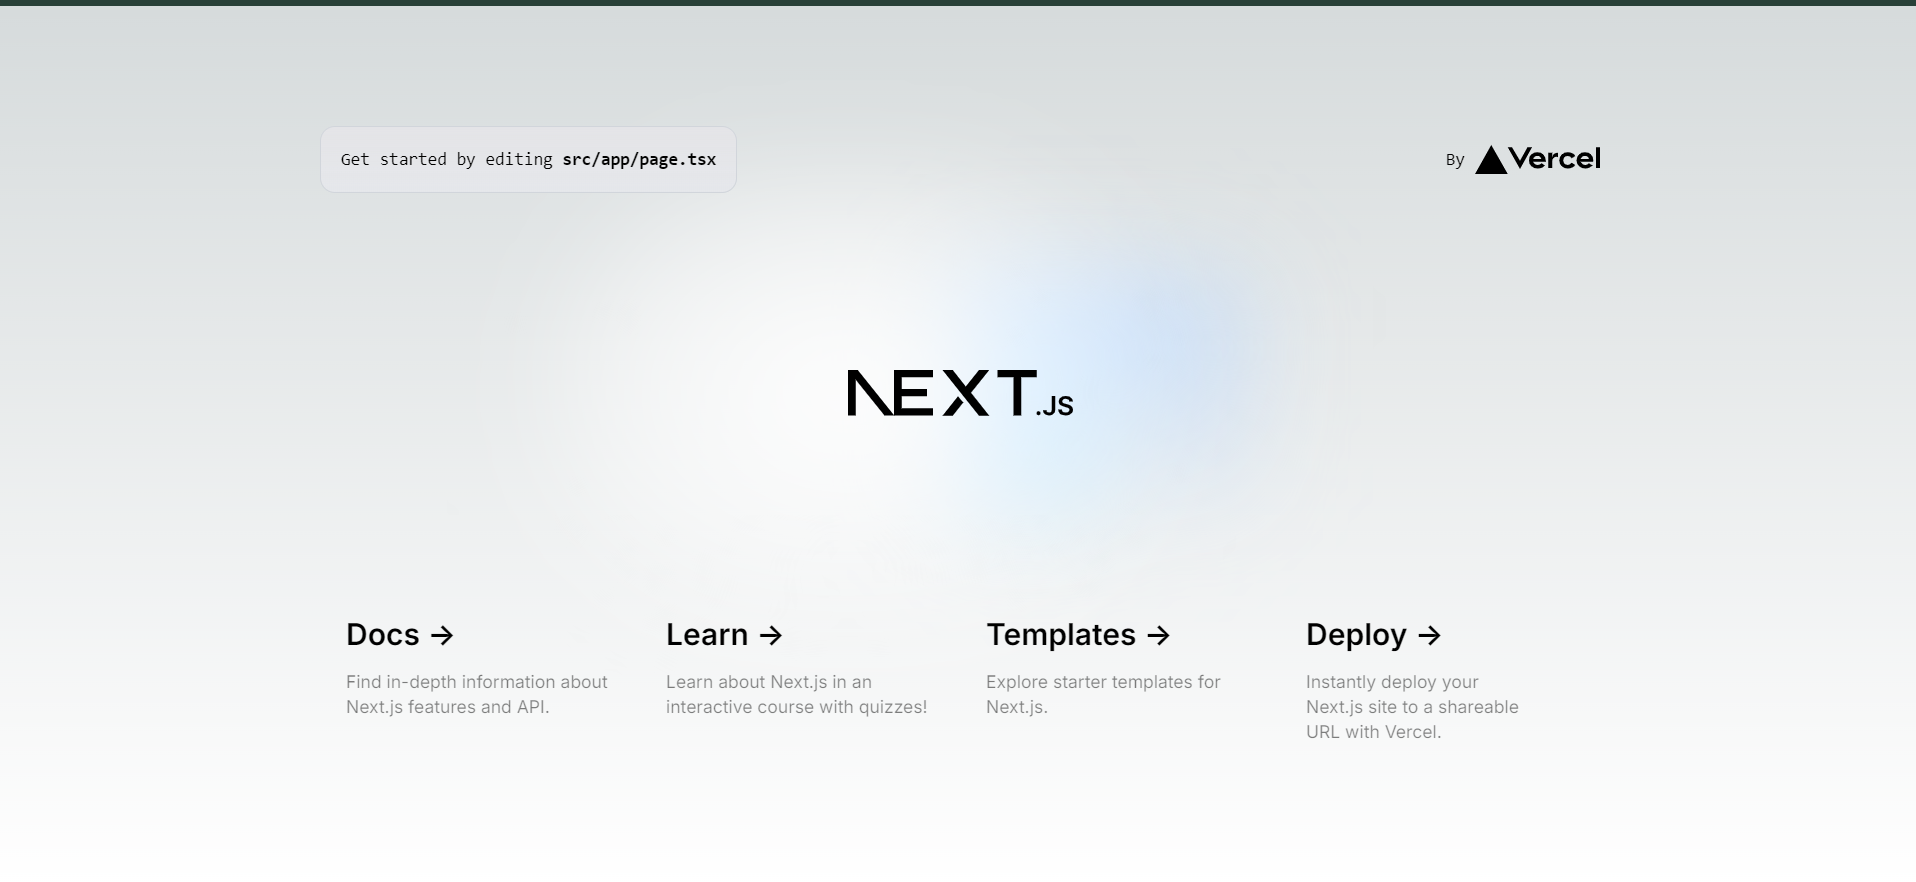 Get started by editing src/app/page.tsx
By Vercel
NEXT.JS
Docs →
Find in-depth information about
Next.js features and API.
Learn →
Learn about Next.js in an
interactive course with quizzes!
Templates →
Explore starter templates for
Next.js.
Deploy →
Instantly deploy your
Next.js site to a shareable
URL with Vercel.